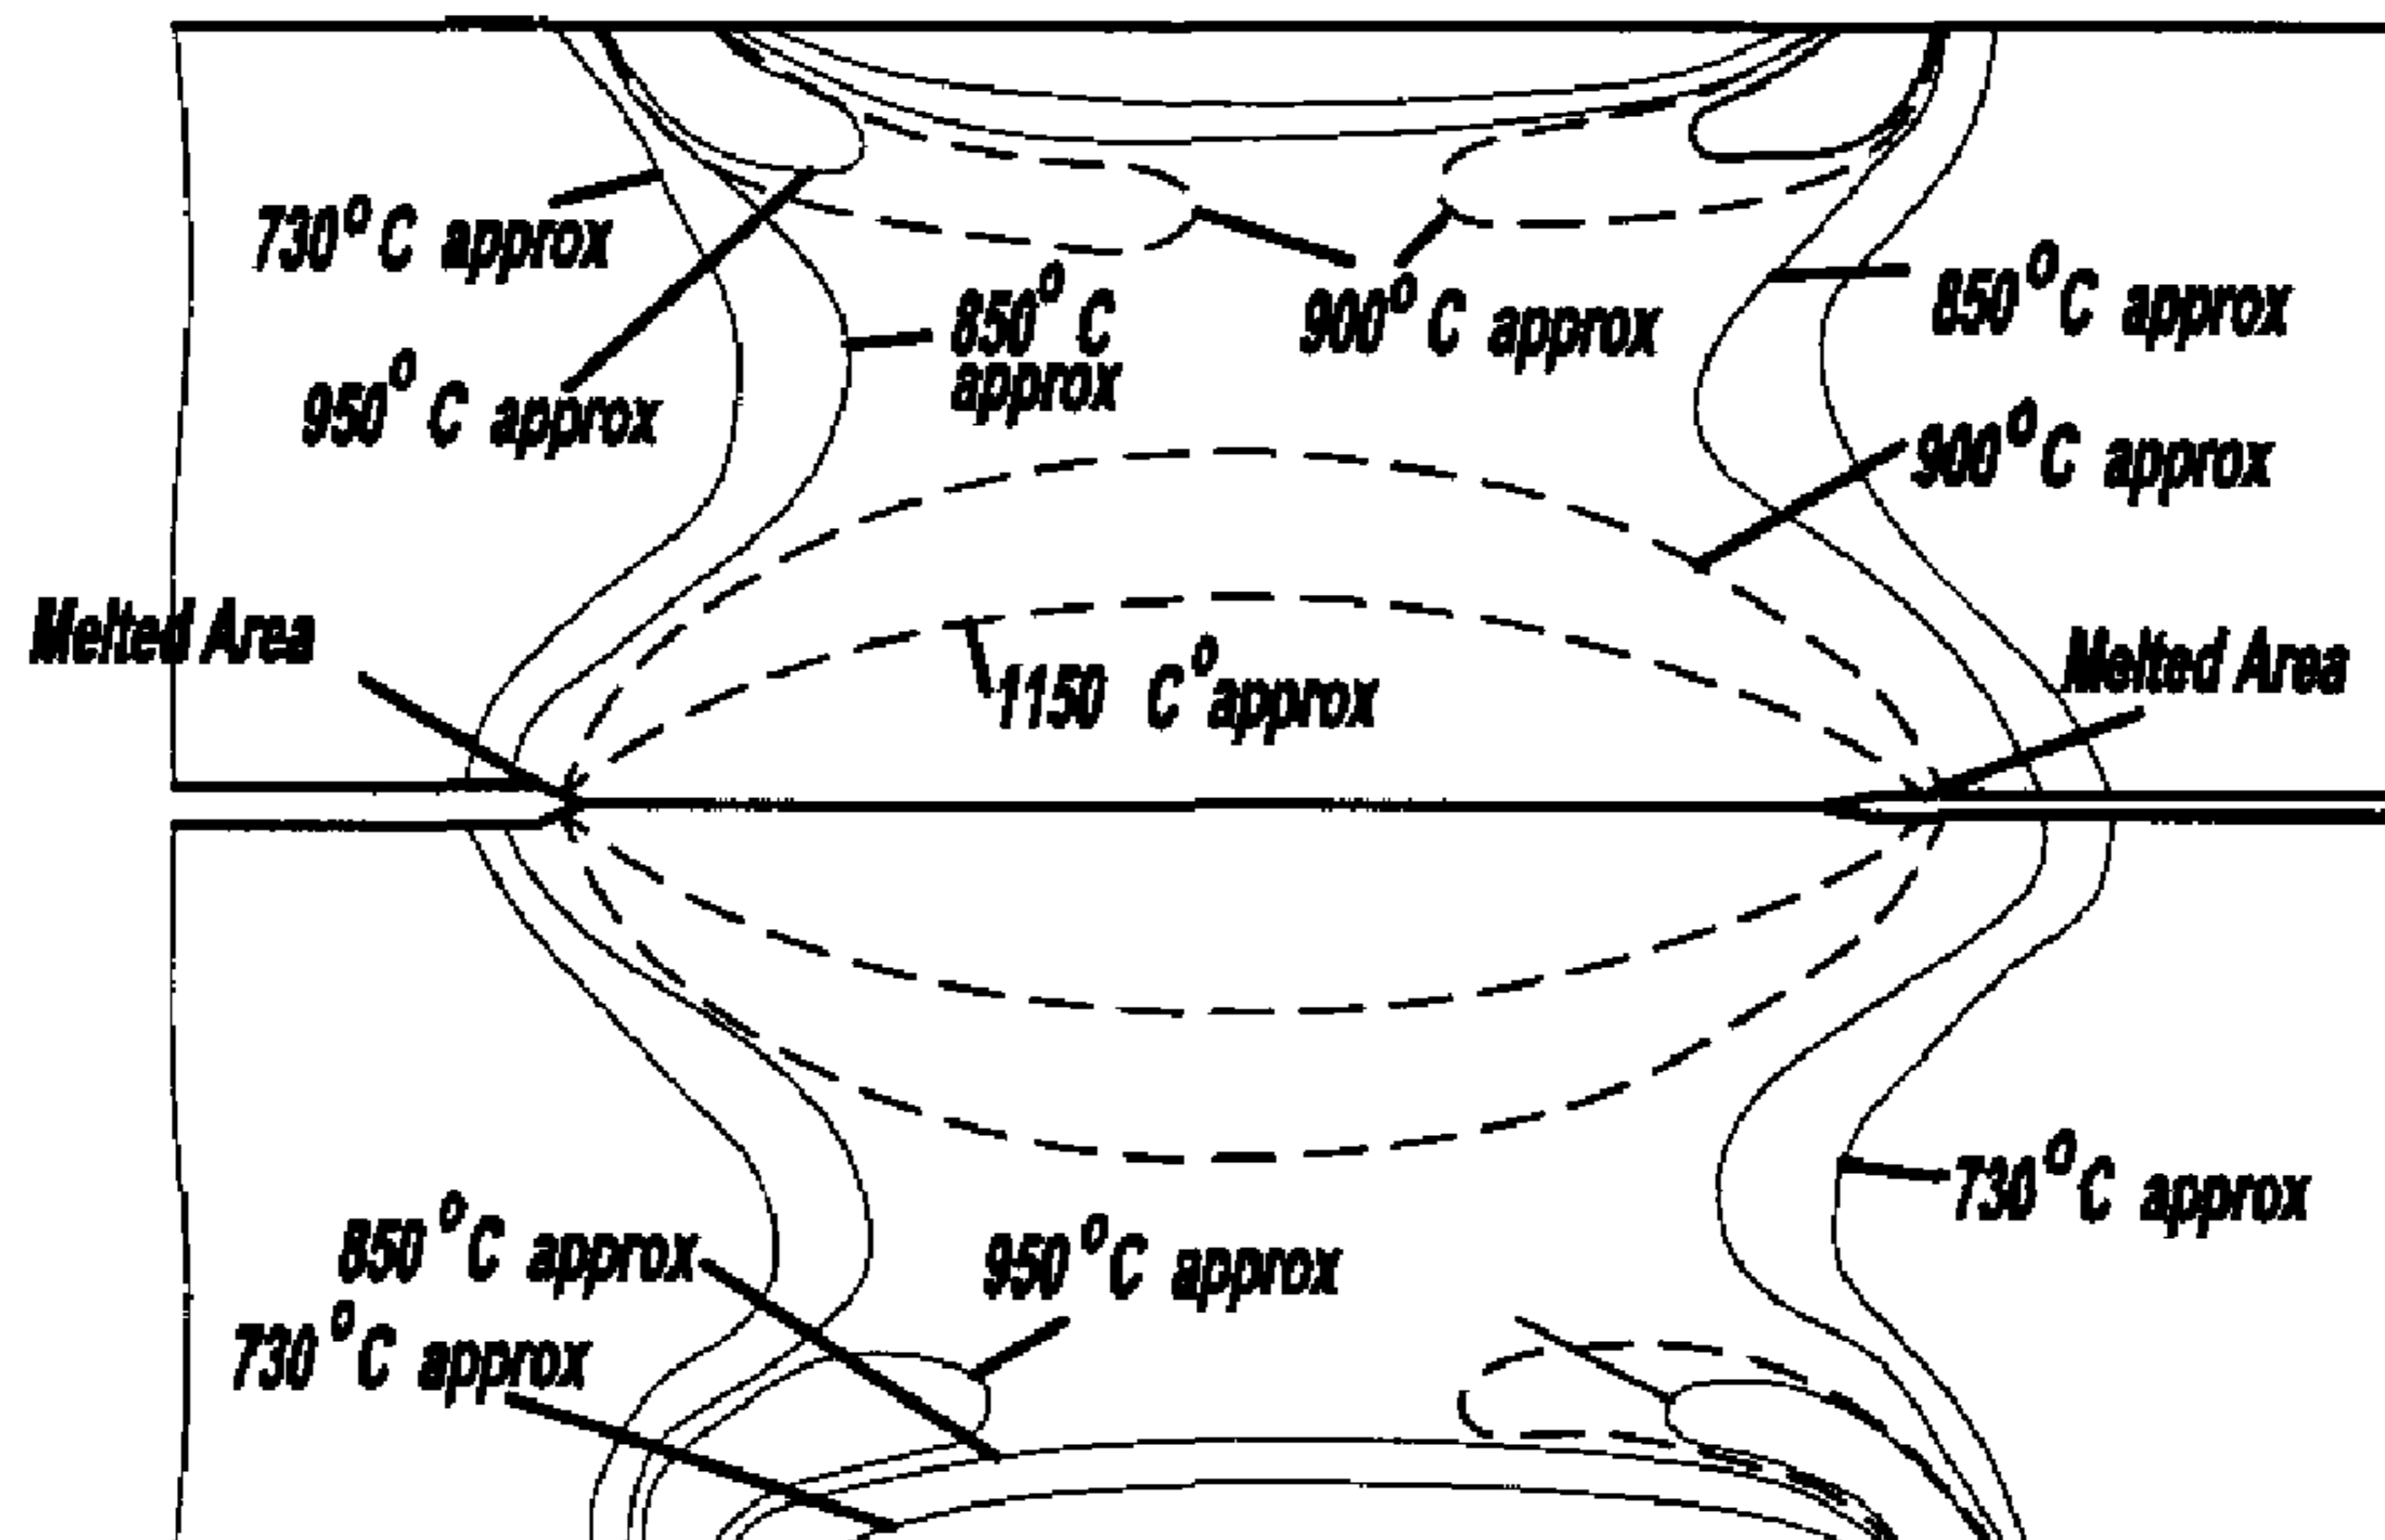 730°C approx
950° C approx
850° C
approx
900° C approx
850°C approx
900°C approx
Melted Area
1150 C°approx
Melted Area
850°C approx
730°C approx
950°C approx
730°C approx